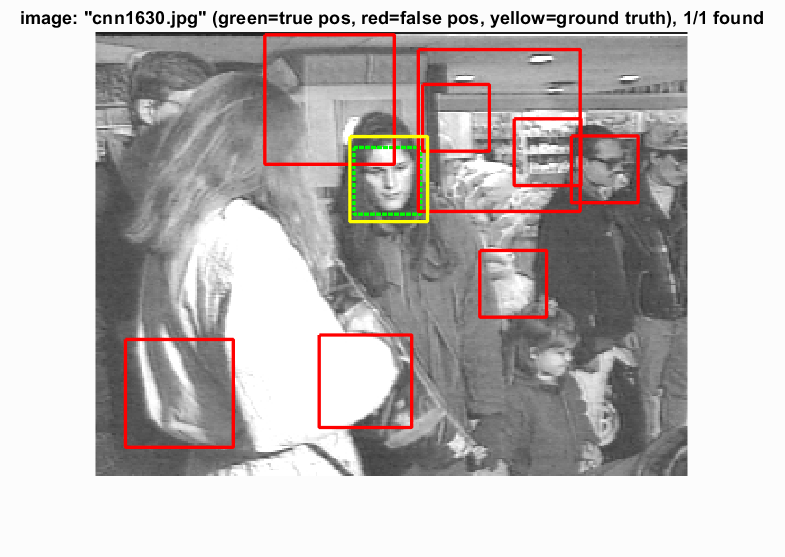 image: "cnn1630.jpg" (green=true pos, red=false pos, yellow=ground truth), 1/1 found